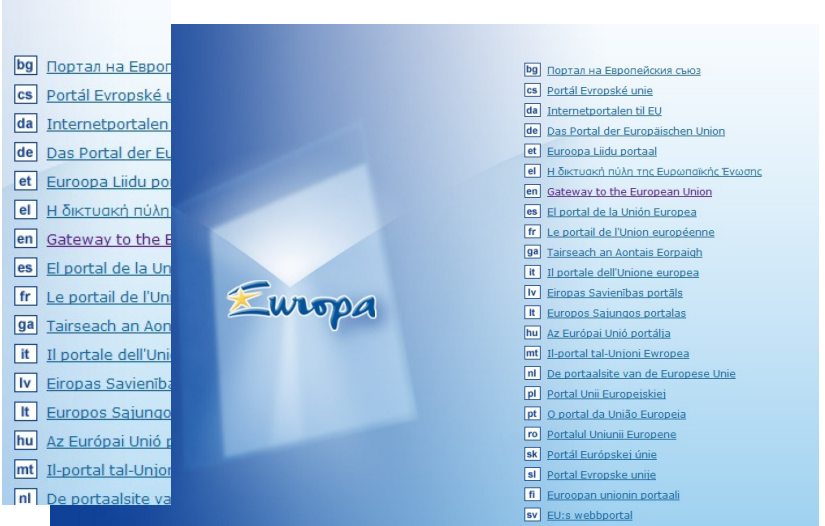 bg Портал на Европ
cs Portál Evropské u
da Internetportalen
de Das Portal der Eu
et Euroopa Liidu por
el Η δικτυακή πύλη
en Gateway to the E
es El portal de la Un
fr Le portail de l'Uni
ga Tairseach an Aon
it Il portale dell'Unio
lv Eiropas Savienība
lt Europos Sąjungo
hu Az Európai Unió p
mt Il-portal tal-Unjon
nl De portaalsite va
Europa
bg Портал на Европейския съюз
cs Portál Evropské unie
da Internetportalen til EU
de Das Portal der Europäischen Union
et Euroopa Liidu portaal
el Η δικτυακή πύλη της Ευρωπαϊκής Ένωσης
en Gateway to the European Union
es El portal de la Unión Europea
fr Le portail de l'Union européenne
ga Tairseach an Aontais Eorpaigh
it Il portale dell'Unione europea
lv Eiropas Savienības portāls
lt Europos Sąjungos portalas
hu Az Európai Unió portálja
mt Il-portal tal-Unjoni Ewropea
nl De portaalsite van de Europese Unie
pl Portal Unii Europejskiej
pt O portal da União Europeia
ro Portalul Uniunii Europene
sk Portál Európskej únie
sl Portal Evropske unije
fi Euroopan unionin portaali
sv EU:s webbportal